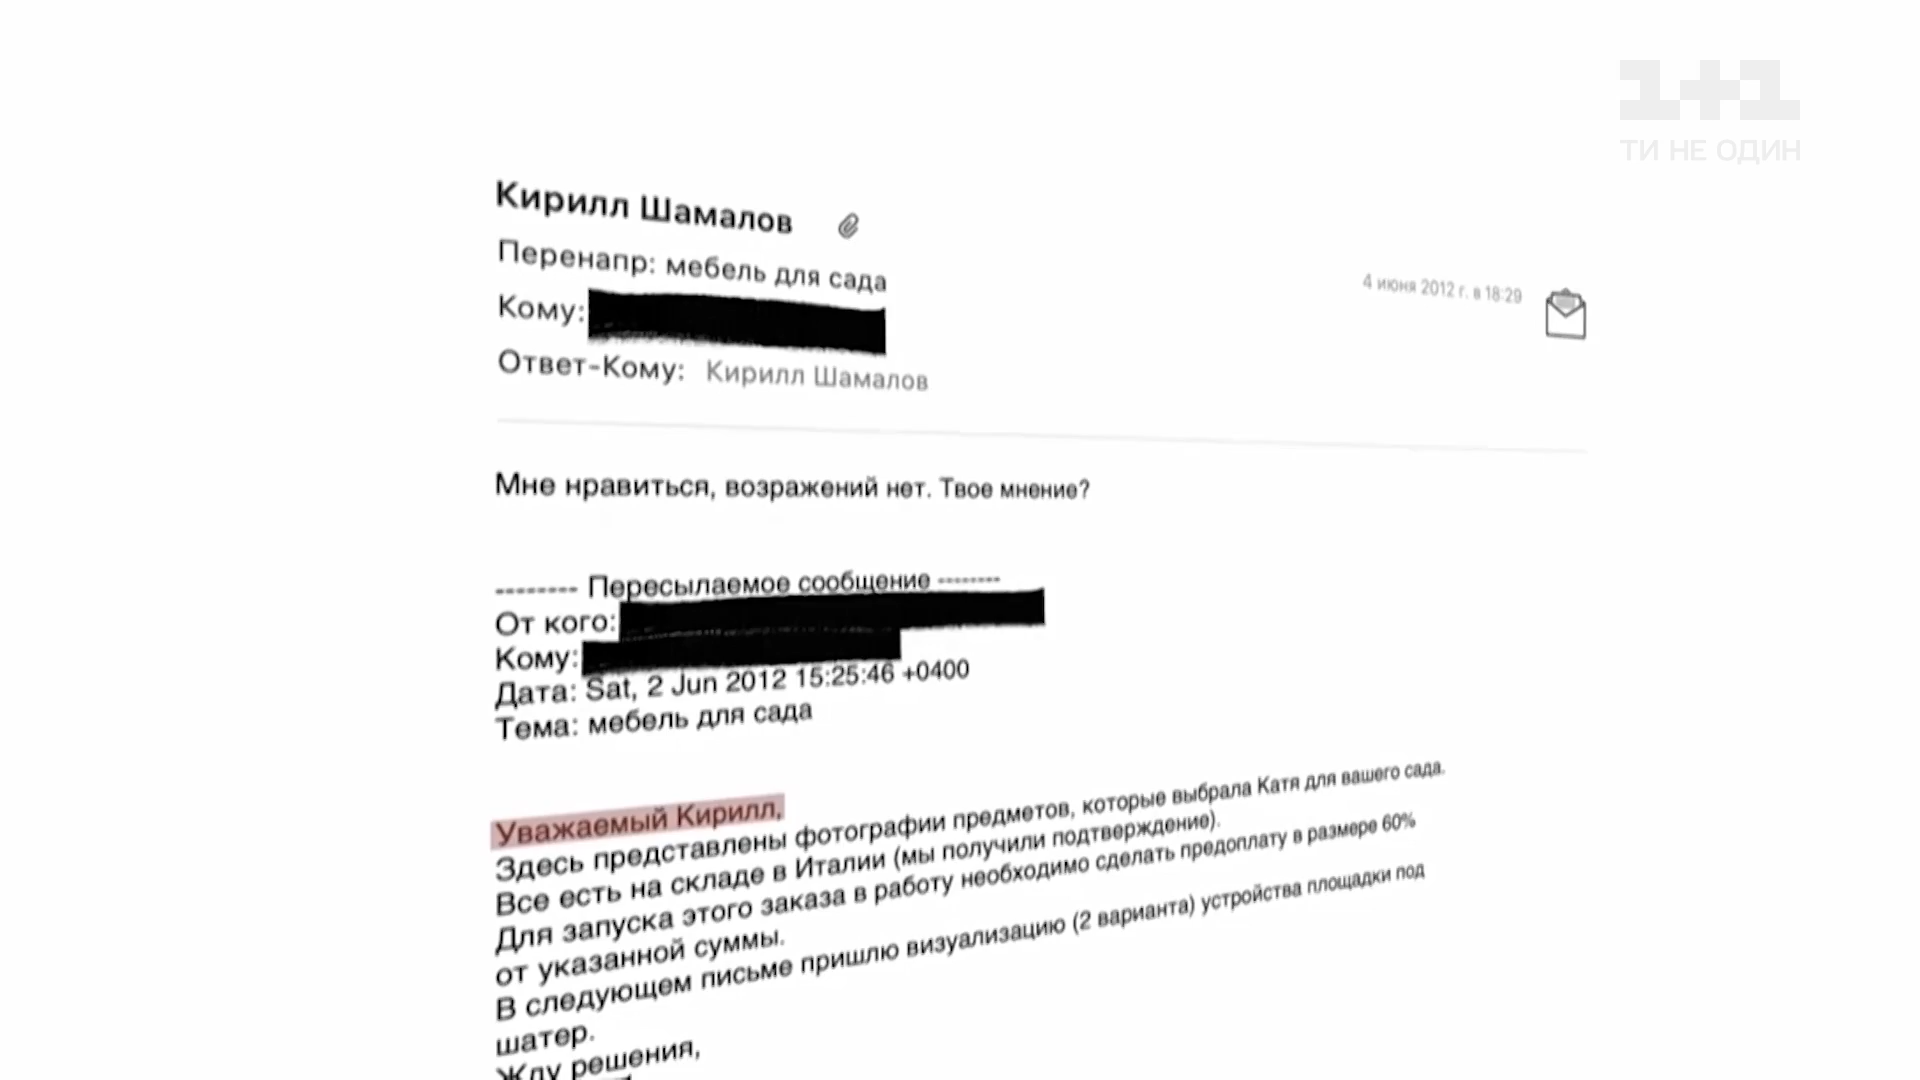 1+1
ТИ НЕ ОДИН
Кирилл Шамалов
Перенапр: мебель для сада
4 июня 2012 г. в 18:29
Кому:
Ответ-Кому: Кирилл Шамалов
Мне нравиться, возражений нет. Твое мнение?
-------- Пересылаемое сообщение --------
От кого:
Кому:
Дата: Sat, 2 Jun 2012 15:25:46 +0400
Тема: мебель для сада
Уважаемый Кирилл,
Здесь представлены фотографии предметов, которые выбрала Катя для вашего сада.
Все есть на складе в Италии (мы получили подтверждение).
Для запуска этого заказа в работу необходимо сделать предоплату в размере 60%
от указанной суммы.
В следующем письме пришлю визуализацию (2 варианта) устройства площадки под
шатер.
Жду решения,